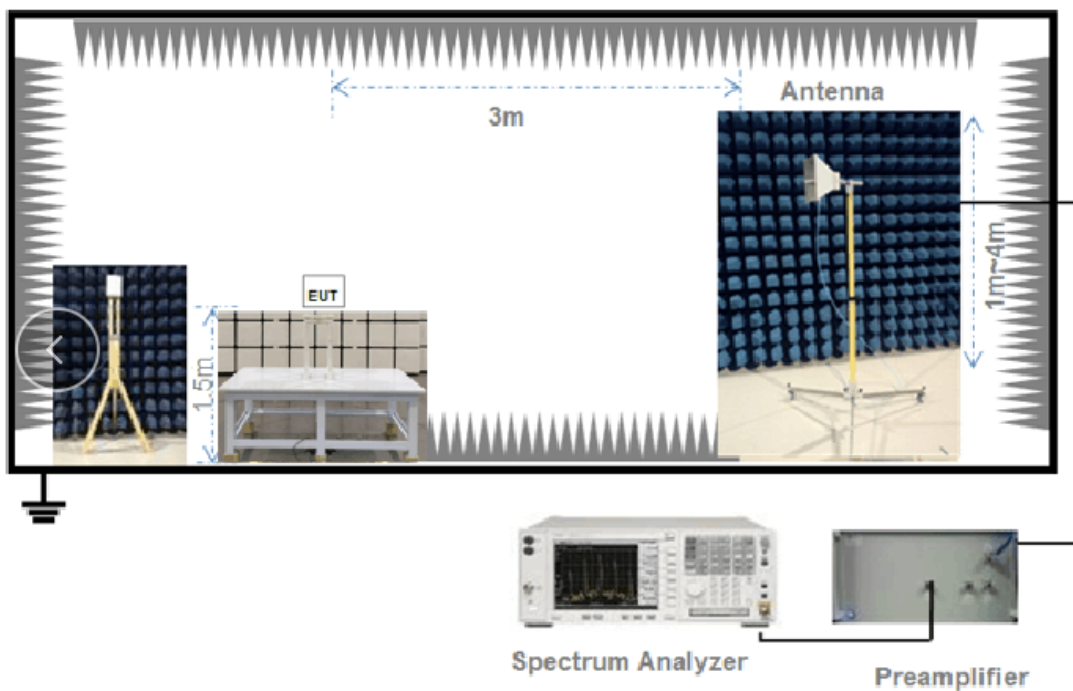 Antenna
3m
1m~4m
EUT
1.5m
Spectrum Analyzer
Preamplifier